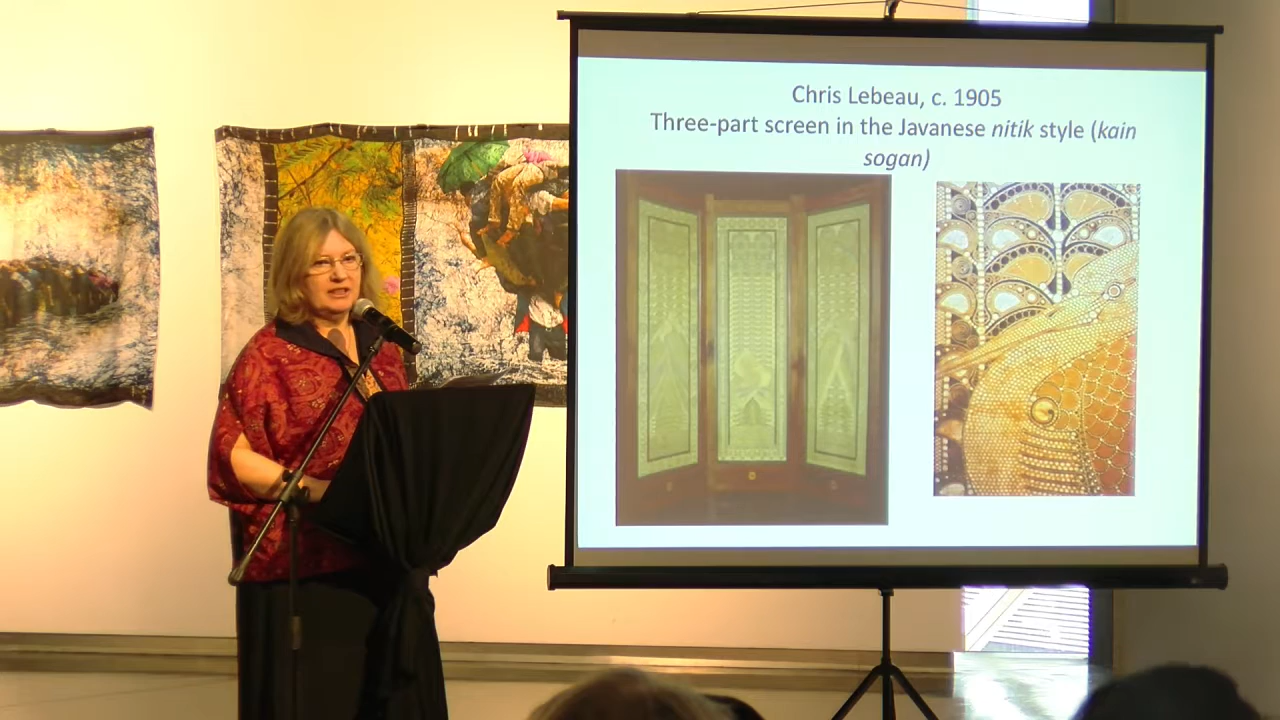 Chris Lebeau, c. 1905
Three-part screen in the Javanese nitik style (kain
sogan)